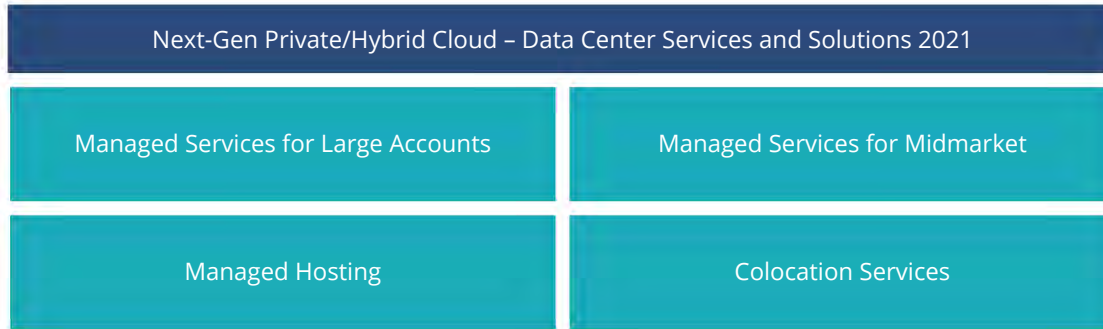 Next-Gen Private/Hybrid Cloud – Data Center Services and Solutions 2021
Managed Services for Large Accounts
Managed Services for Midmarket
Managed Hosting
Colocation Services